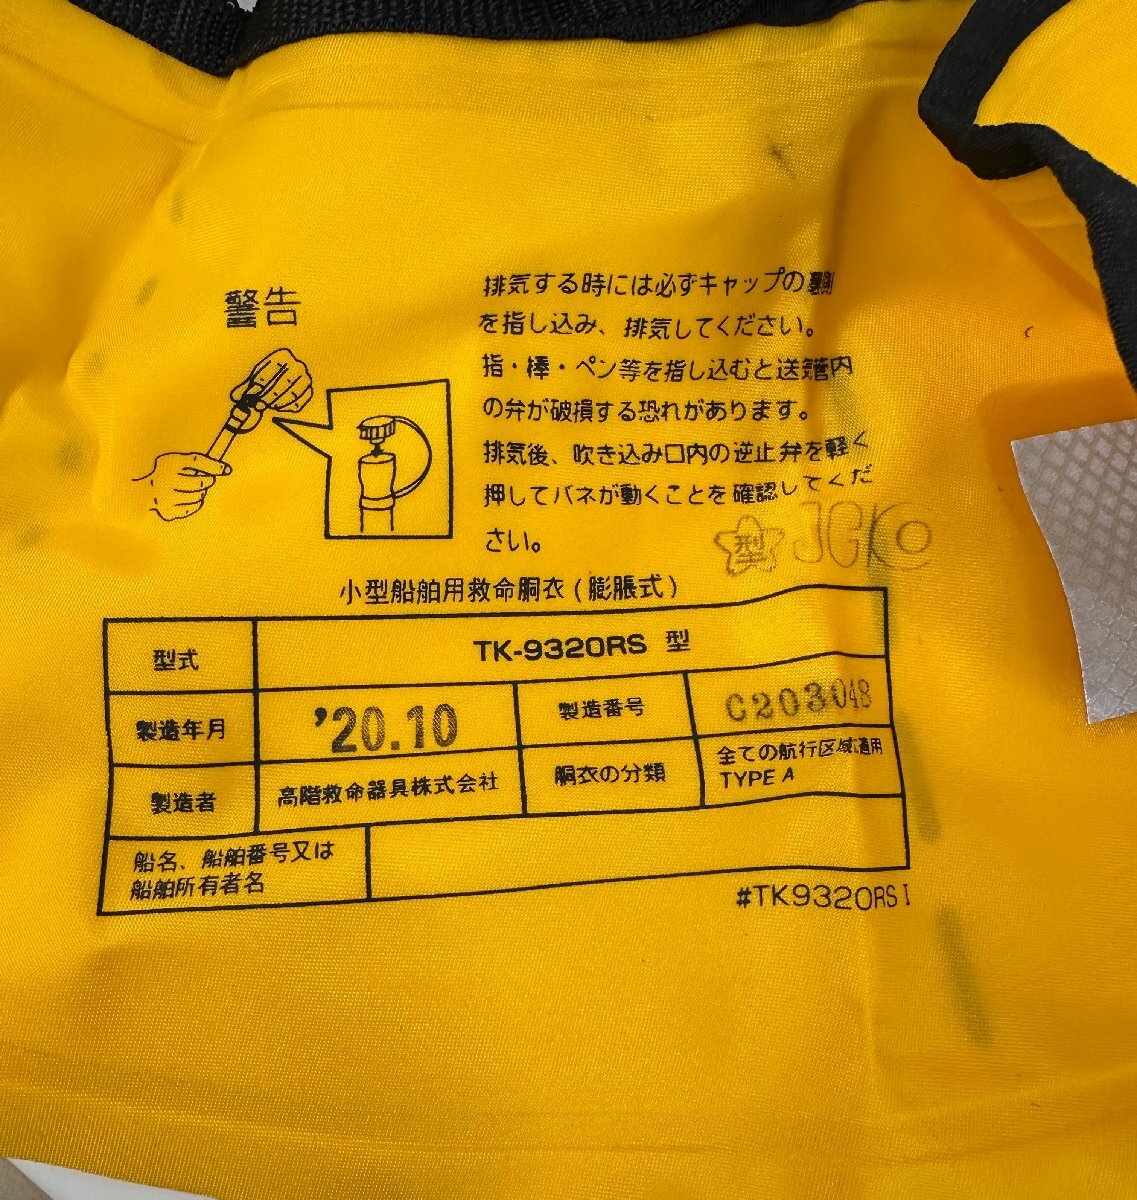 警告
排気する時には必ずキャップの裏側
を指し込み、排気してください。
指・棒・ペン等を指し込むと送気管内
の弁が破損する恐れがあります。
排気後、吹き込み口内の逆止弁を軽く
押してバネが動くことを確認してくだ
さい。
型 JCI
小型船舶用救命胴衣(膨脹式)
型式 TK-9320RS 型
製造年月 '20.10 製造番号 C203048
製造者 高階救命器具株式会社 胴衣の分類 全ての航行区域適用
TYPE A
船名、船舶番号又は
船舶所有者名
#TK9320RS I